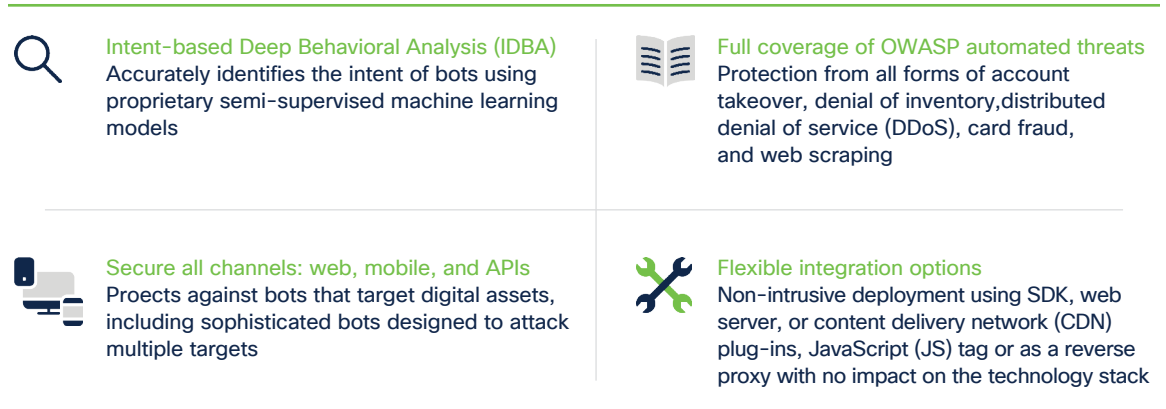 Intent-based Deep Behavioral Analysis (IDBA)
Accurately identifies the intent of bots using
proprietary semi-supervised machine learning
models
Full coverage of OWASP automated threats
Protection from all forms of account
takeover, denial of inventory,distributed
denial of service (DDoS), card fraud,
and web scraping
Secure all channels: web, mobile, and APIs
Proects against bots that target digital assets,
including sophisticated bots designed to attack
multiple targets
Flexible integration options
Non-intrusive deployment using SDK, web
server, or content delivery network (CDN)
plug-ins, JavaScript (JS) tag or as a reverse
proxy with no impact on the technology stack